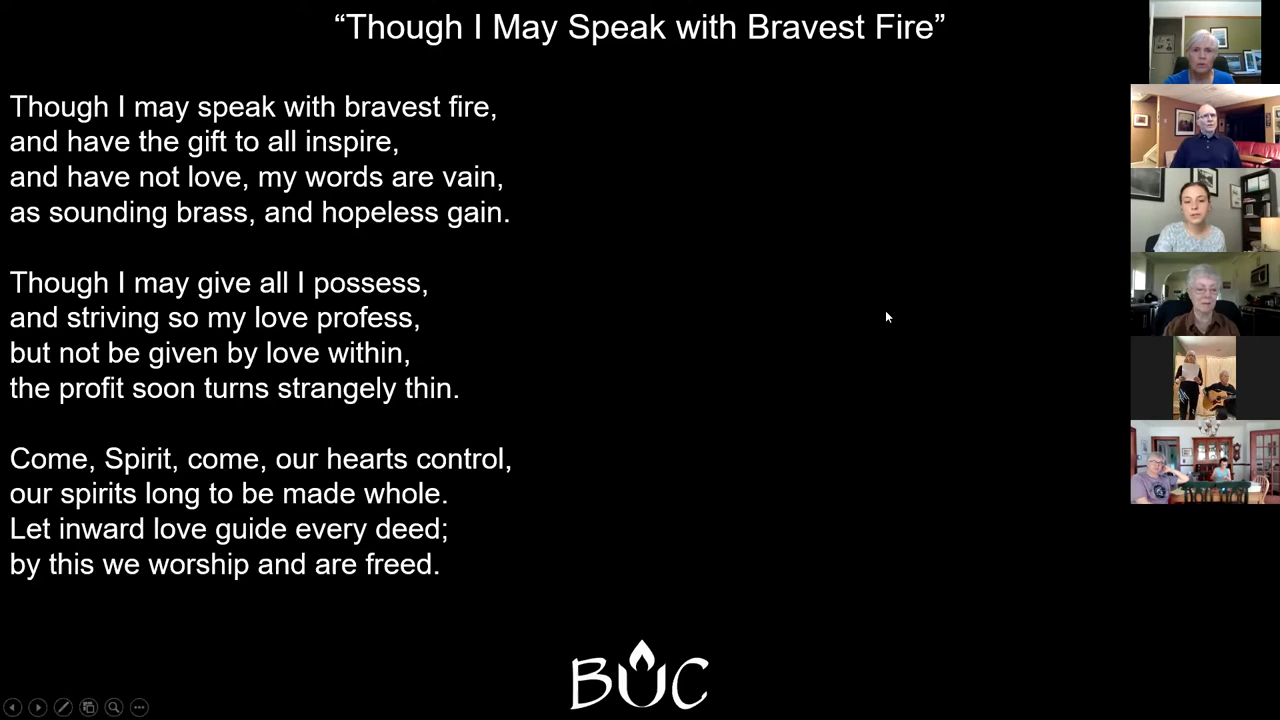 “Though I May Speak with Bravest Fire”
Though I may speak with bravest fire,
and have the gift to all inspire,
and have not love, my words are vain,
as sounding brass, and hopeless gain.
Though I may give all I possess,
and striving so my love profess,
but not be given by love within,
the profit soon turns strangely thin.
Come, Spirit, come, our hearts control,
our spirits long to be made whole.
Let inward love guide every deed;
by this we worship and are freed.
BUC